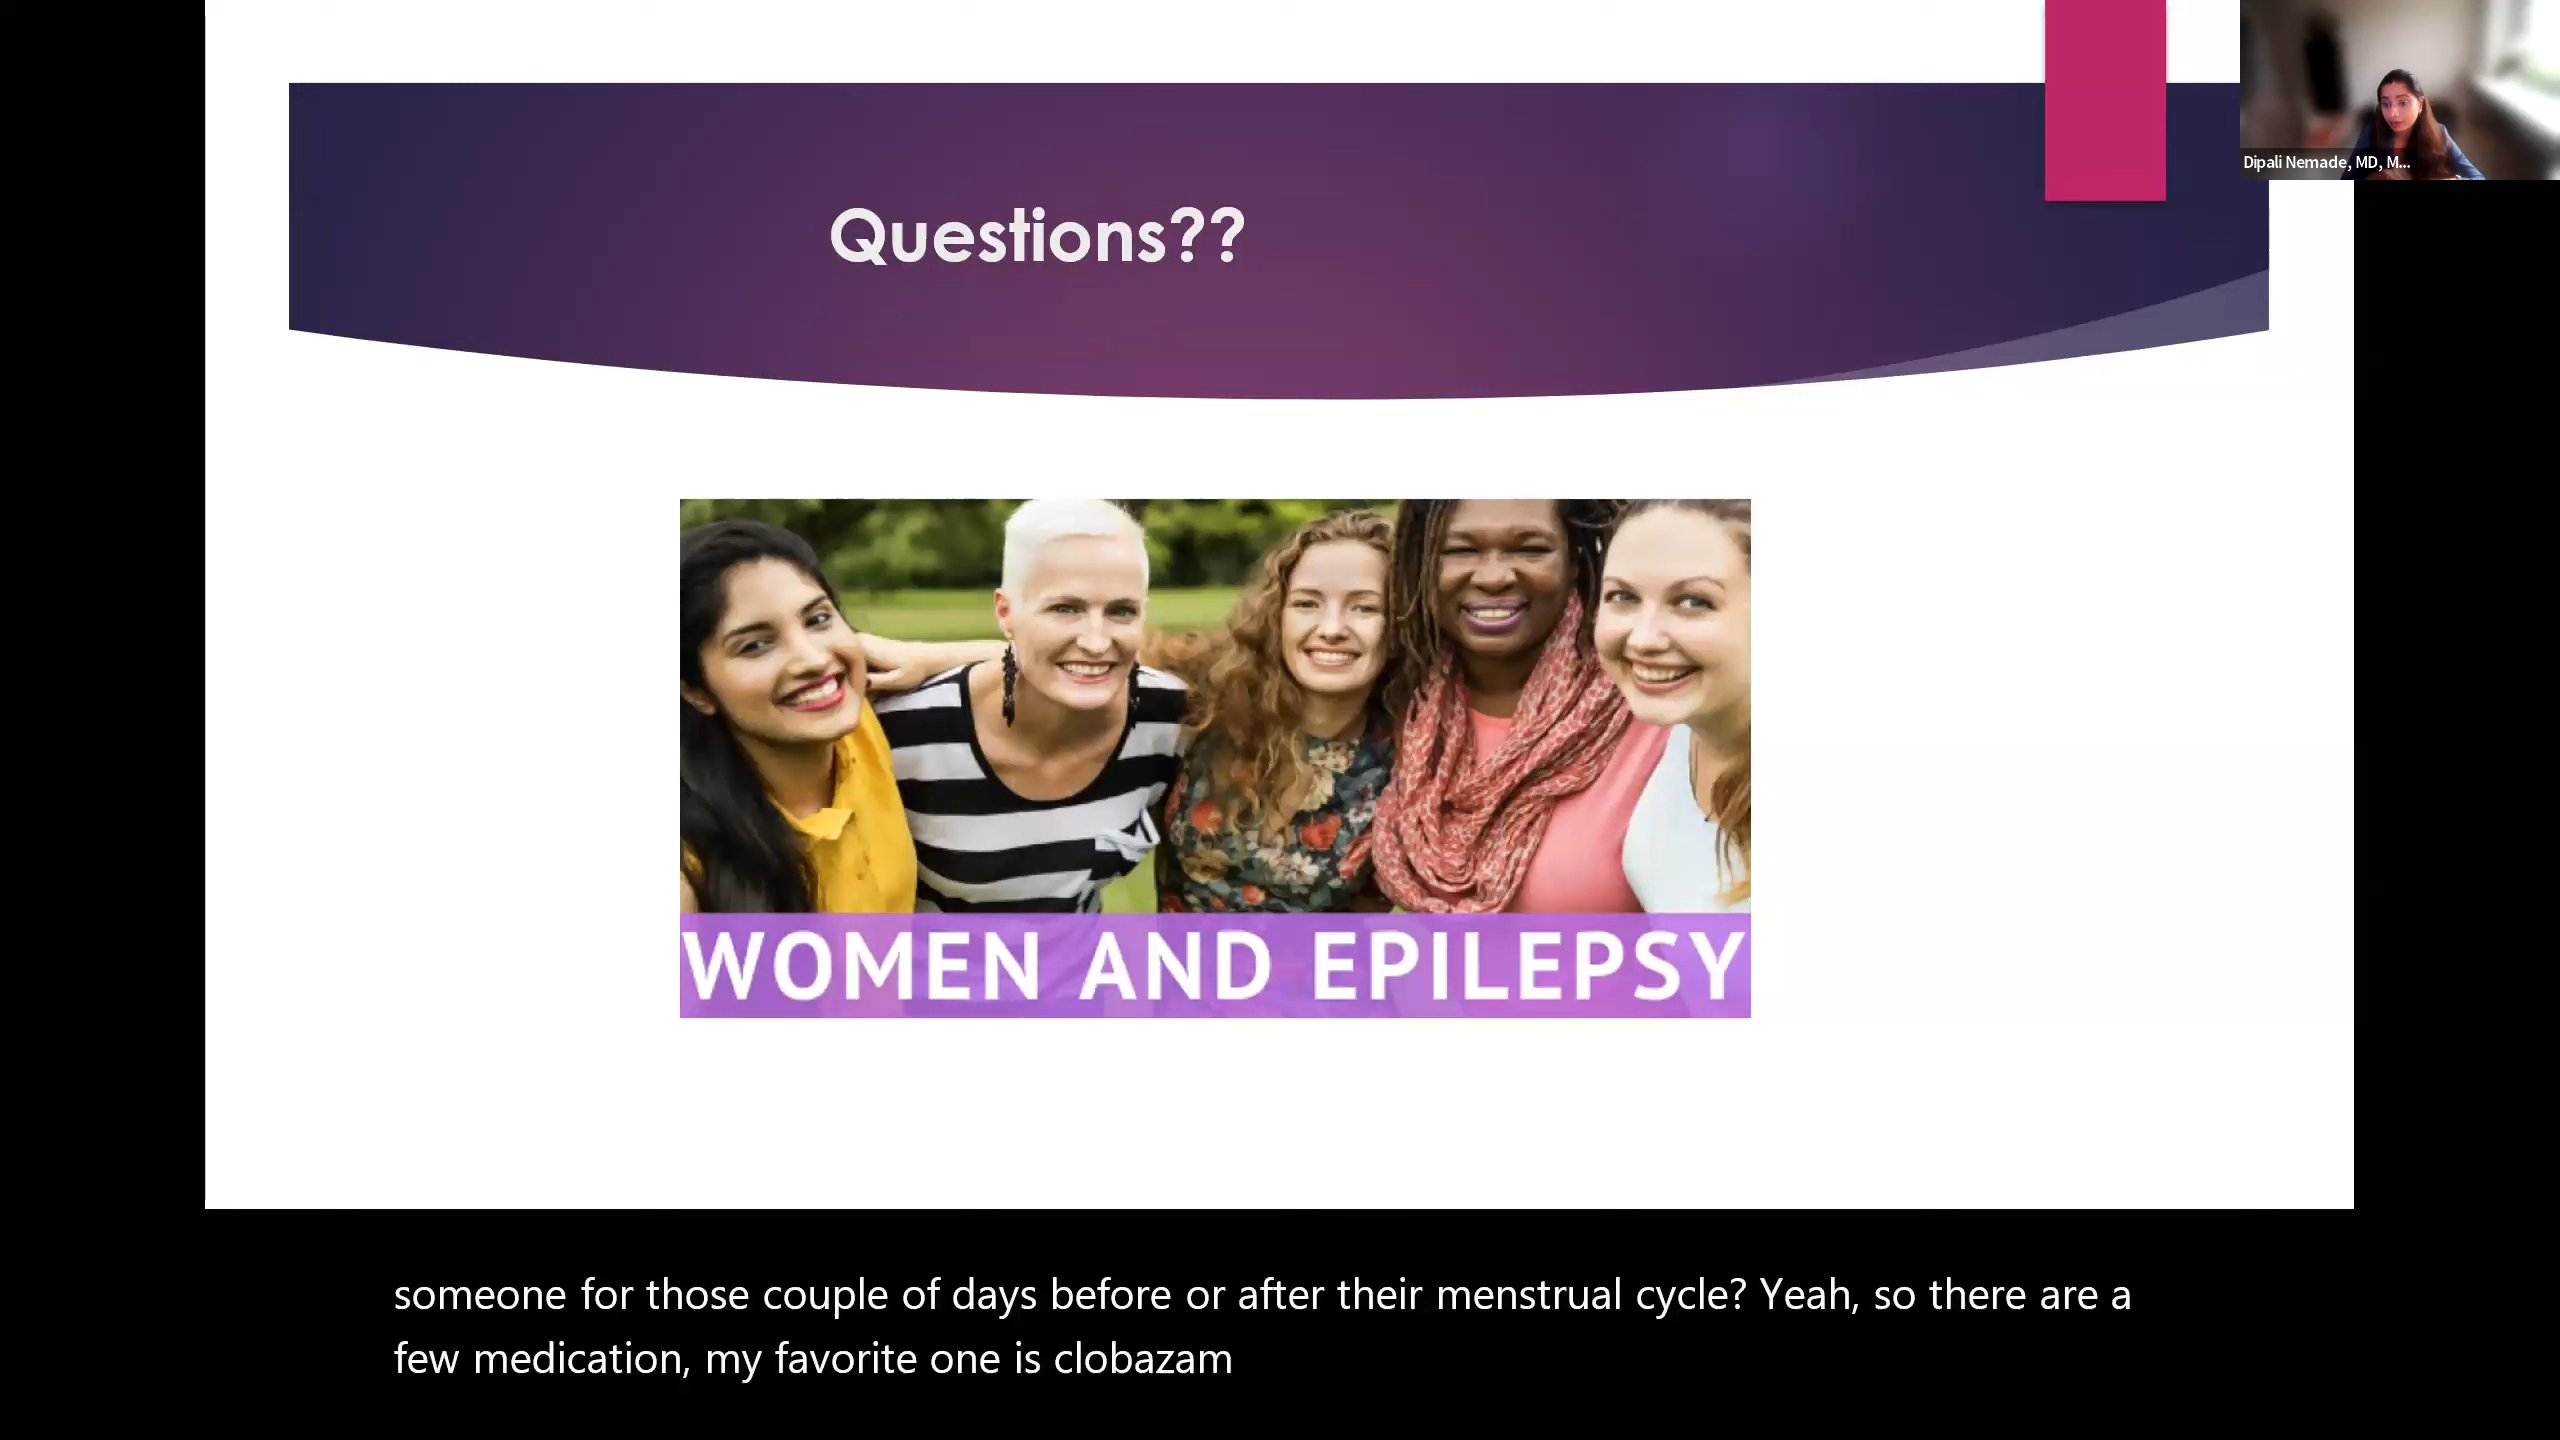 Questions??
Dipali Nemade, MD, M...
WOMEN AND EPILEPSY
someone for those couple of days before or after their menstrual cycle? Yeah, so there are a
few medication, my favorite one is clobazam